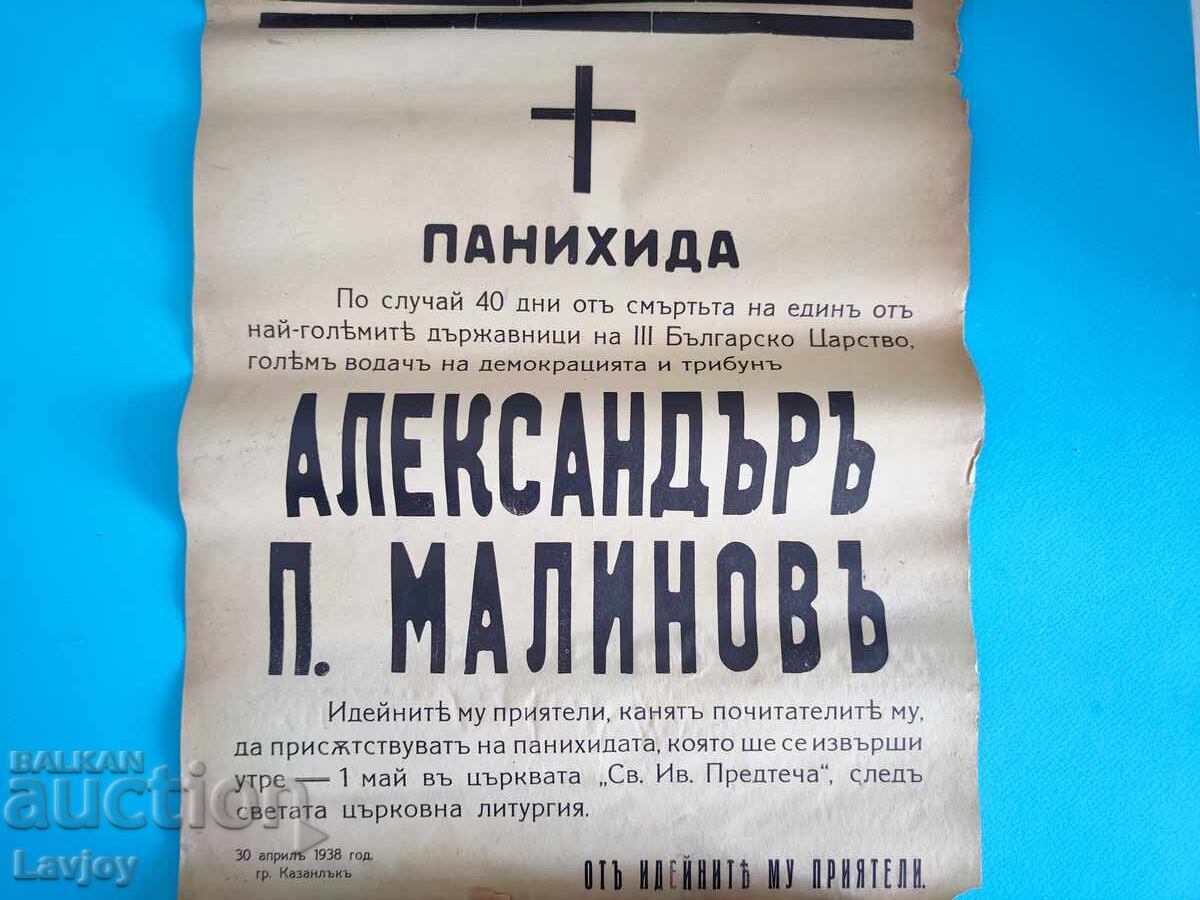 ПАНИХИДА
По случай 40 дни отъ смъртьта на единъ отъ
най-голѣмитѣ държавници на III Българско Царство,
голѣмъ водачъ на демокрацията и трибунъ
АЛЕКСАНДЪРЪ
П. МАЛИНОВЪ
Идейнитѣ му приятели, канятъ почитателитѣ му,
да присѫтствуватъ на панихидата, която ще се извърши
утре — 1 май въ църквата „Св. Ив. Предтеча“, следъ
светата църковна литургия.
30 априлъ 1938 год.
гр. Казанлъкъ
ОТЪ ИДЕЙНИТѢ МУ ПРИЯТЕЛИ.
BALKAN
auction
Lavjoy